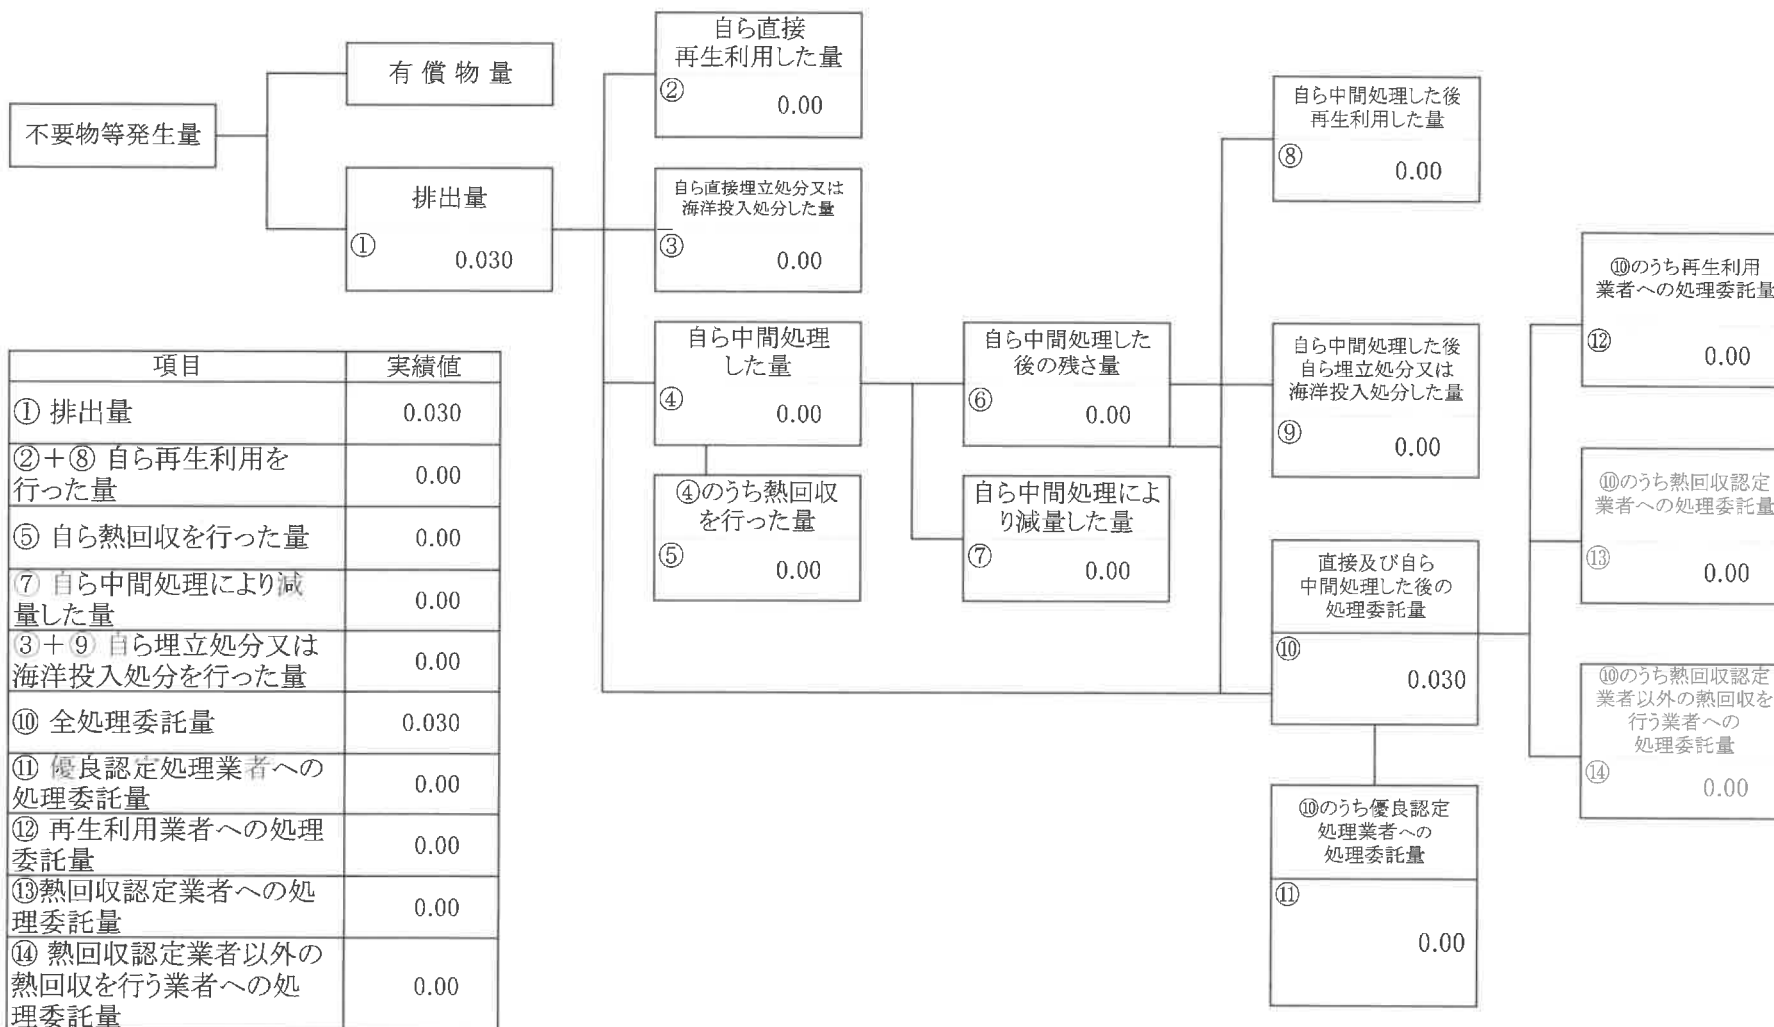 不要物等発生量
有償物量
排出量
①
0.030
自ら直接
再生利用した量
②
0.00
自ら直接埋立処分又は
海洋投入処分した量
③
0.00
自ら中間処理
した量
④
0.00
④のうち熱回収
を行った量
⑤
0.00
自ら中間処理した
後の残さ量
⑥
0.00
自ら中間処理によ
り減量した量
⑦
0.00
自ら中間処理した後
再生利用した量
⑧
0.00
自ら中間処理した後
自ら埋立処分又は
海洋投入処分した量
⑨
0.00
直接及び自ら
中間処理した後の
処理委託量
⑩
0.030
⑩のうち優良認定
処理業者への
処理委託量
⑪
0.00
⑩のうち再生利用
業者への処理委託量
⑫
0.00
⑩のうち熱回収認定
業者への処理委託量
⑬
0.00
⑩のうち熱回収認定
業者以外の熱回収を
行う業者への
処理委託量
⑭
0.00
項目 実績値
① 排出量 0.030
②＋⑧ 自ら再生利用を
行った量 0.00
⑤ 自ら熱回収を行った量 0.00
⑦ 自ら中間処理により減
量した量 0.00
③＋⑨ 自ら埋立処分又は
海洋投入処分を行った量 0.00
⑩ 全処理委託量 0.030
⑪ 優良認定処理業者への
処理委託量 0.00
⑫ 再生利用業者への処理
委託量 0.00
⑬熱回収認定業者への処
理委託量 0.00
⑭ 熱回収認定業者以外の
熱回収を行う業者への処
理委託量 0.00